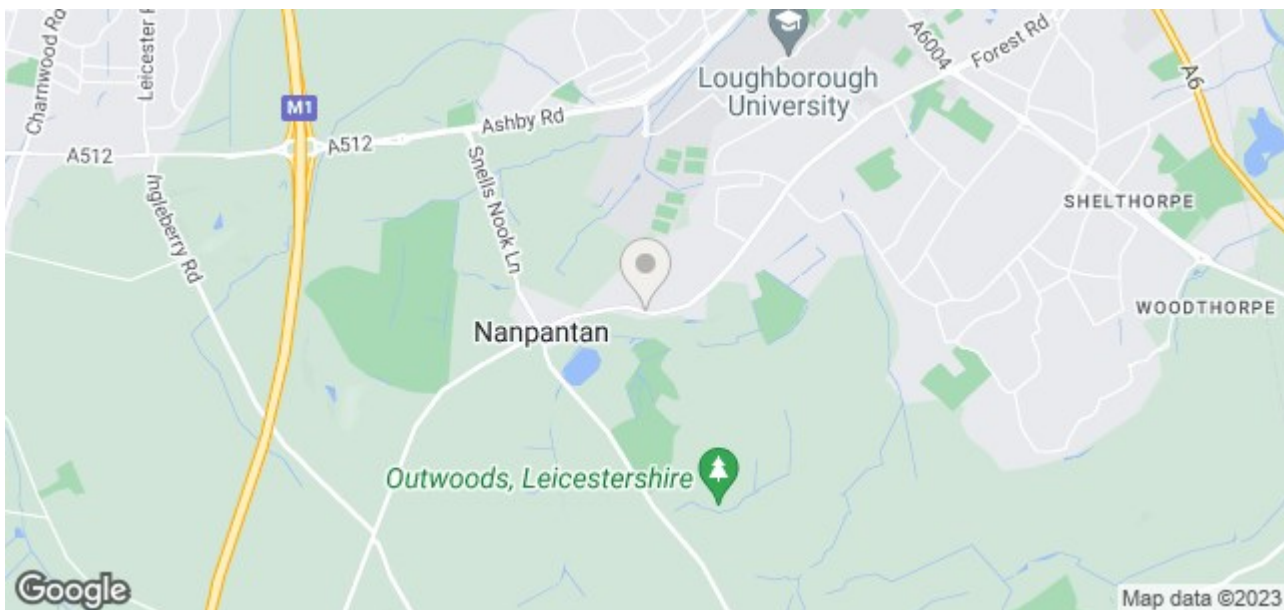 Charnwood Rd
Leicester R
M1
A512
A512
Ashby Rd
Snells Nook Ln
Ingleberry Rd
Loughborough
University
A6004
Forest Rd
A6
SHELTHORPE
WOODTHORPE
Nanpantan
Outwoods, Leicestershire
Google
Map data ©2023